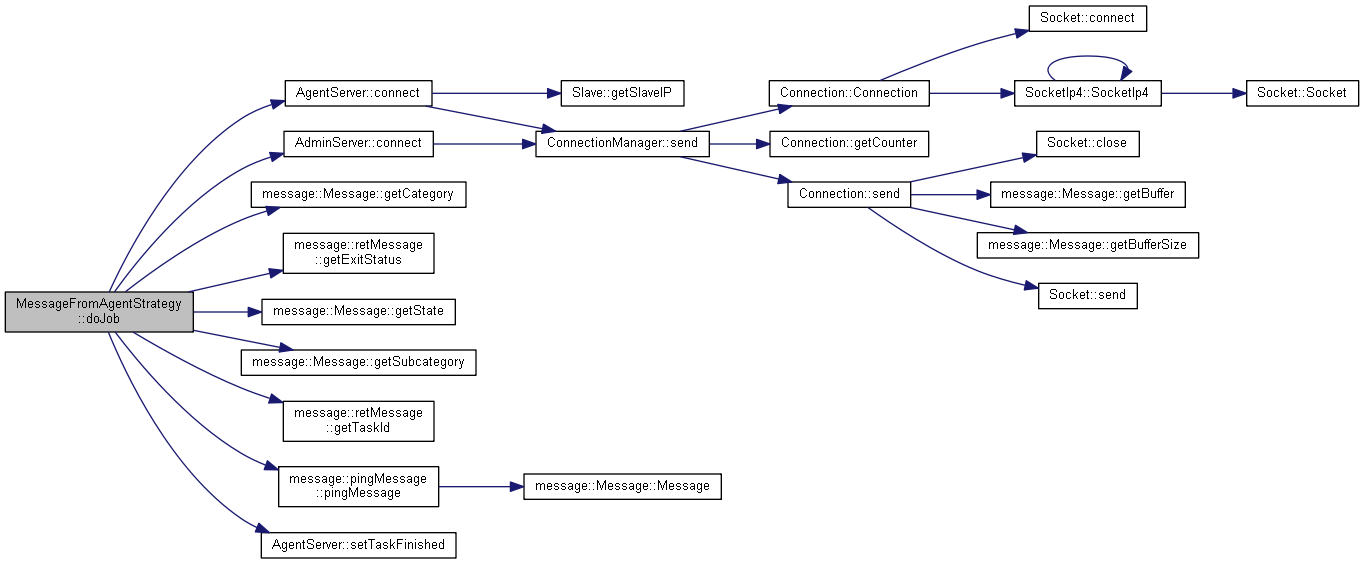 Socket::connect
AgentServer::connect
Slave::getSlaveIP
Connection::Connection
SocketIp4::SocketIp4
Socket::Socket
AdminServer::connect
ConnectionManager::send
Connection::getCounter
Socket::close
message::Message::getCategory
Connection::send
message::Message::getBuffer
message::retMessage
::getExitStatus
message::Message::getBufferSize
MessageFromAgentStrategy
::doJob
message::Message::getState
Socket::send
message::Message::getSubcategory
message::retMessage
::getTaskId
message::pingMessage
::pingMessage
message::Message::Message
AgentServer::setTaskFinished